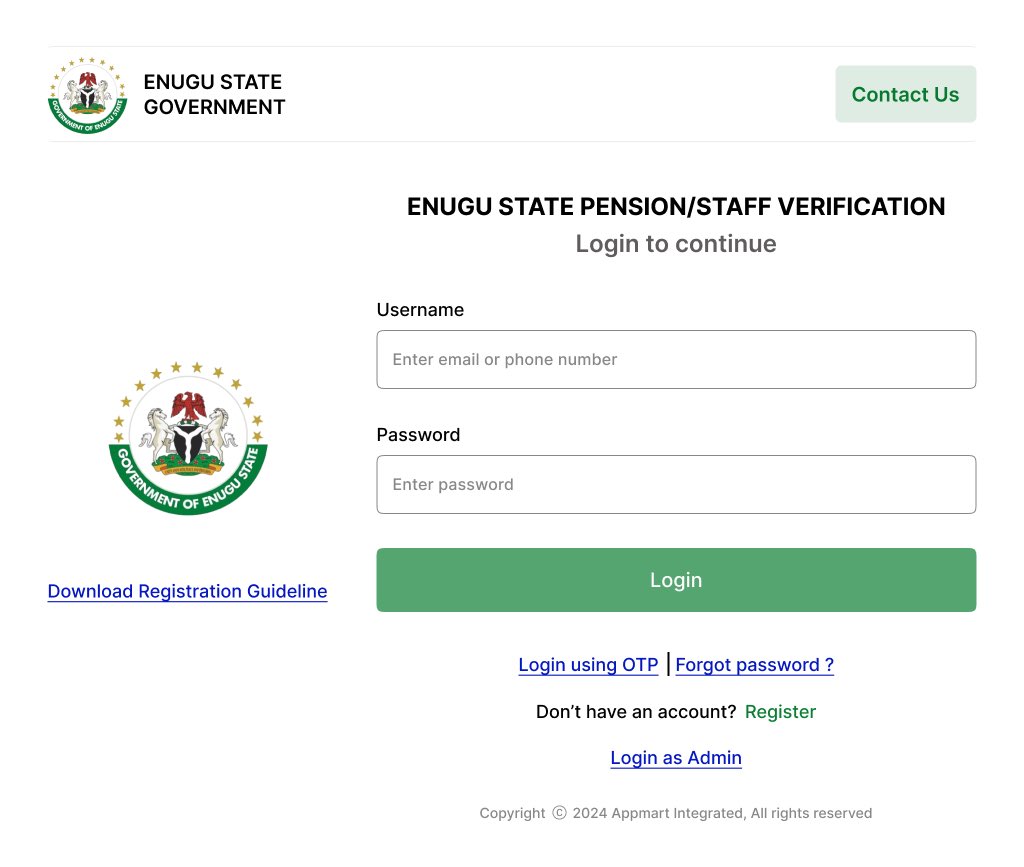 GOVERNMENT OF ENUGU STATE
ENUGU STATE
GOVERNMENT
Contact Us
ENUGU STATE PENSION/STAFF VERIFICATION
Login to continue
Username
Enter email or phone number
GOVERNMENT OF ENUGU STATE
Password
Enter password
Download Registration Guideline
Login
Login using OTP | Forgot password ?
Don’t have an account? Register
Login as Admin
Copyright © 2024 Appmart Integrated, All rights reserved